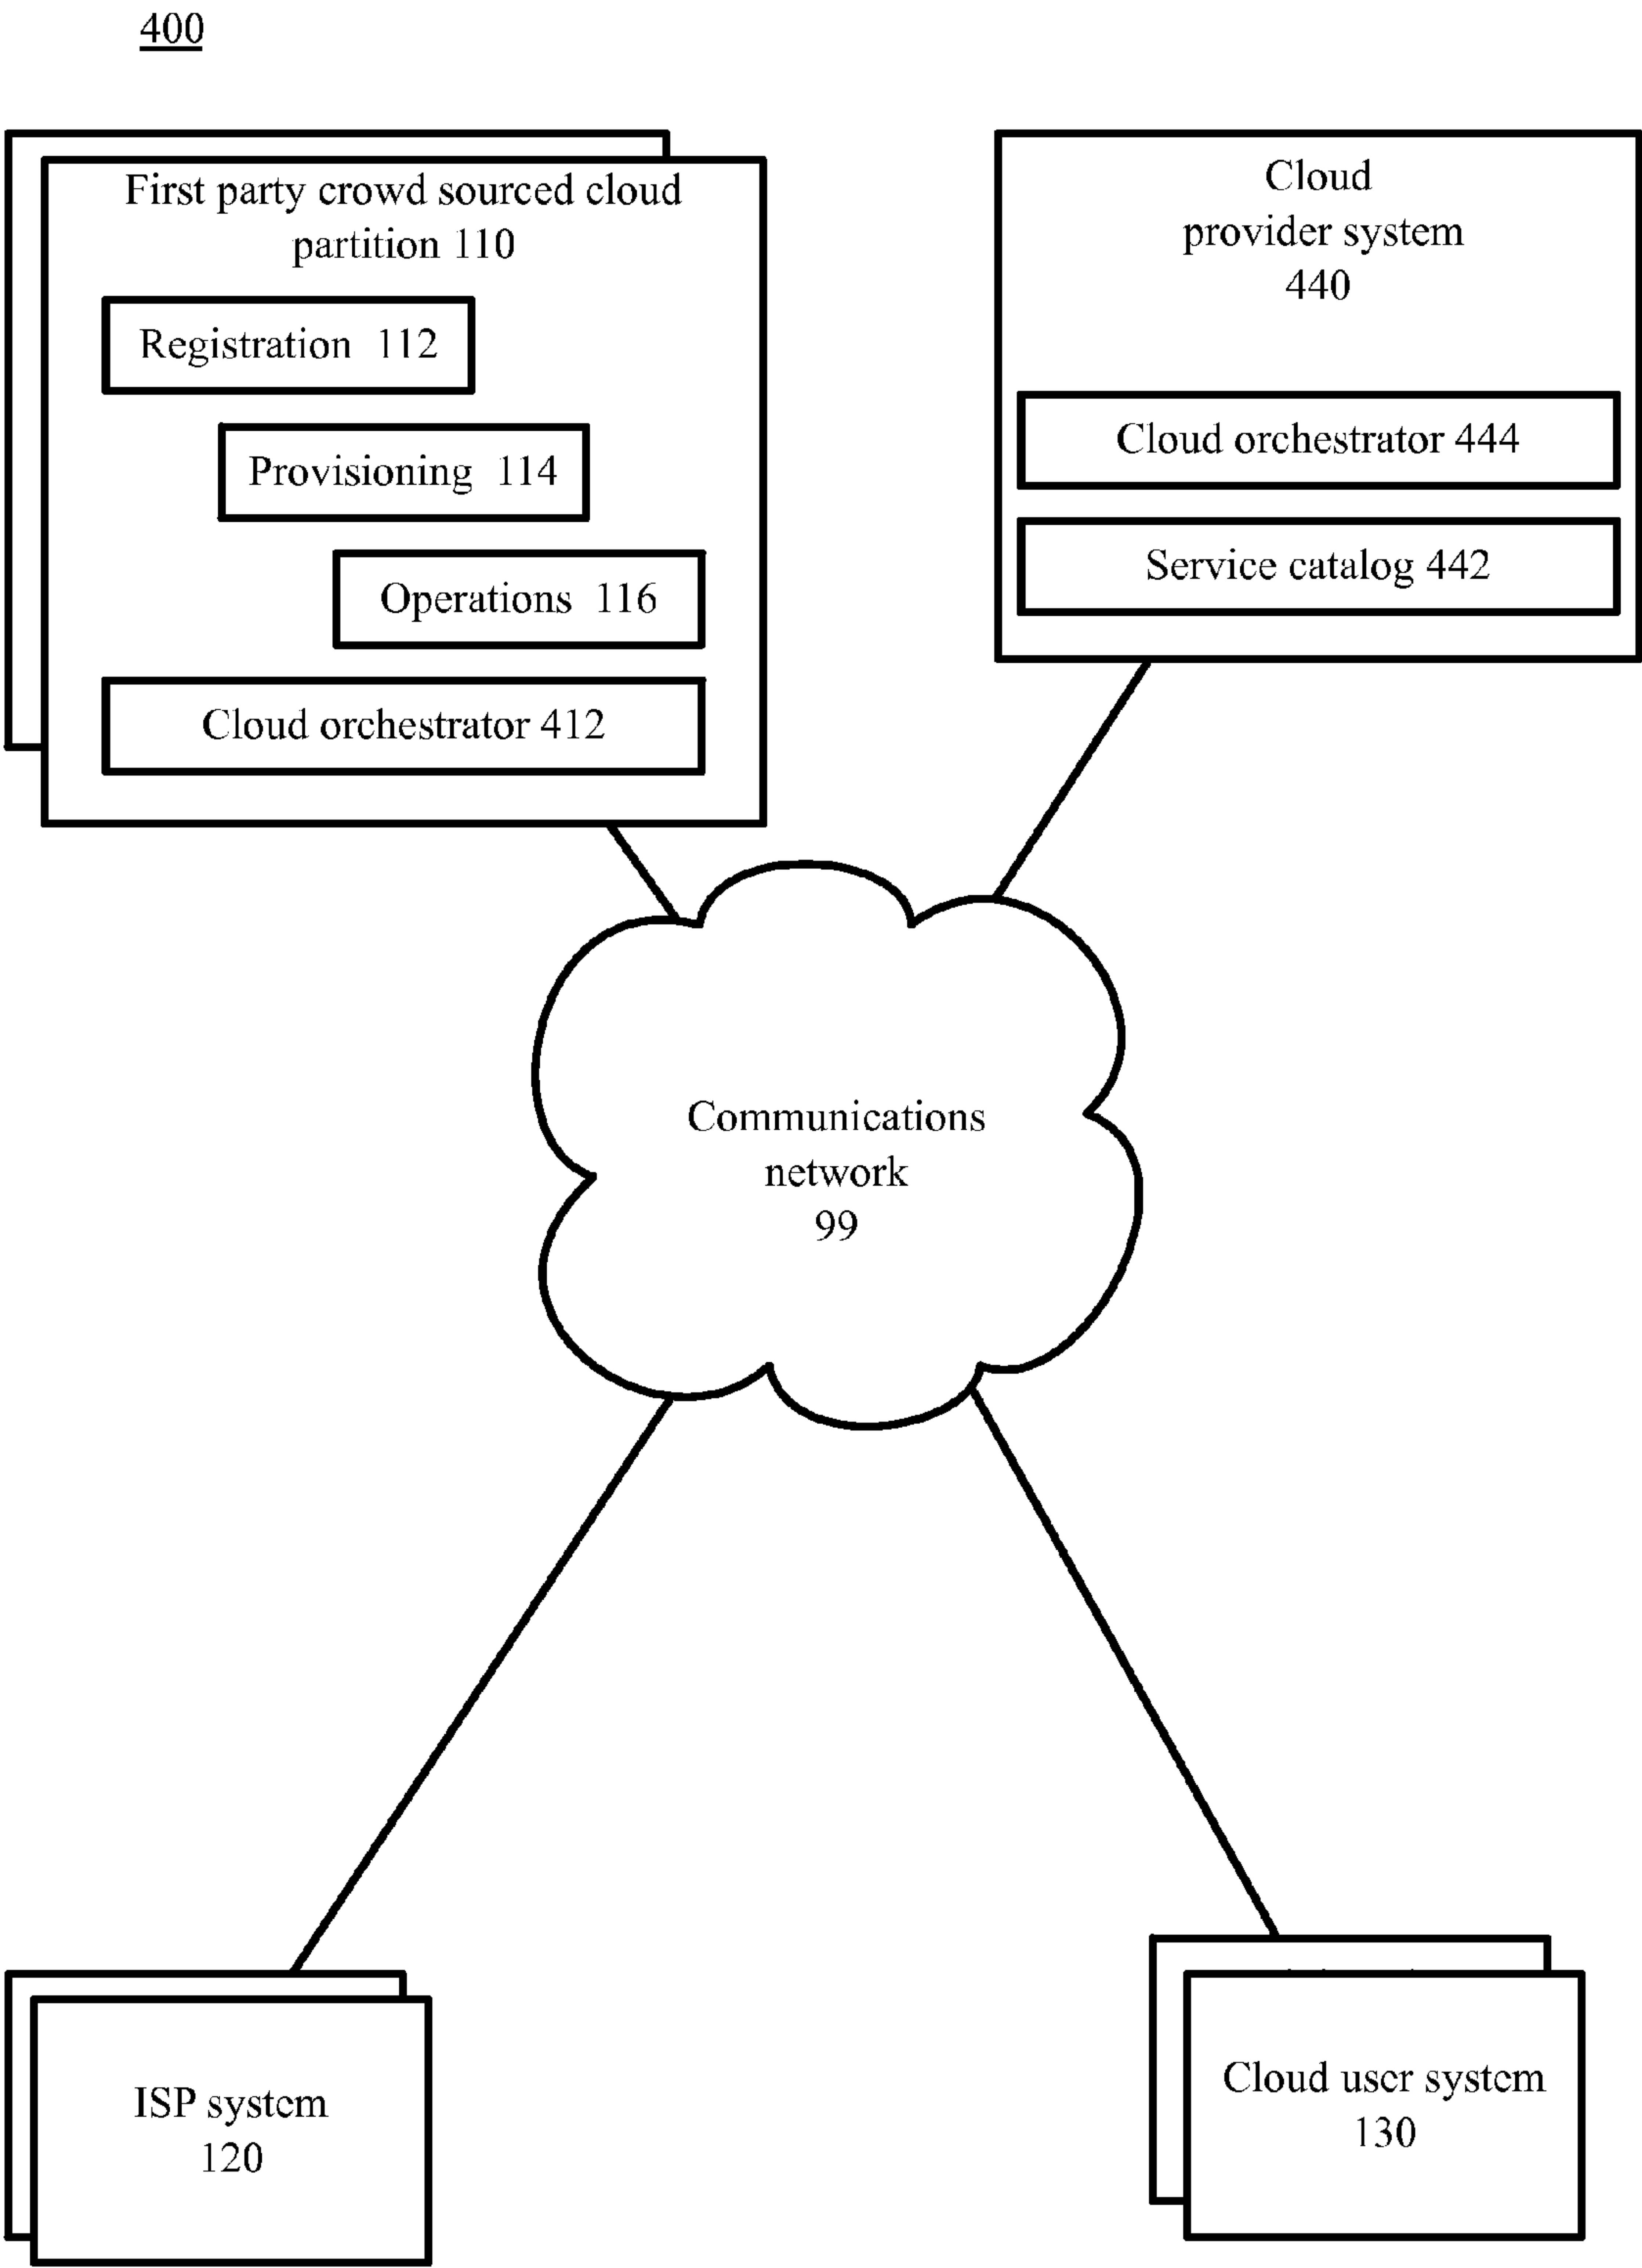 400
First party crowd sourced cloud
partition 110
Registration 112
Provisioning 114
Operations 116
Cloud orchestrator 412
Cloud
provider system
440
Cloud orchestrator 444
Service catalog 442
Communications
network
99
ISP system
120
Cloud user system
130